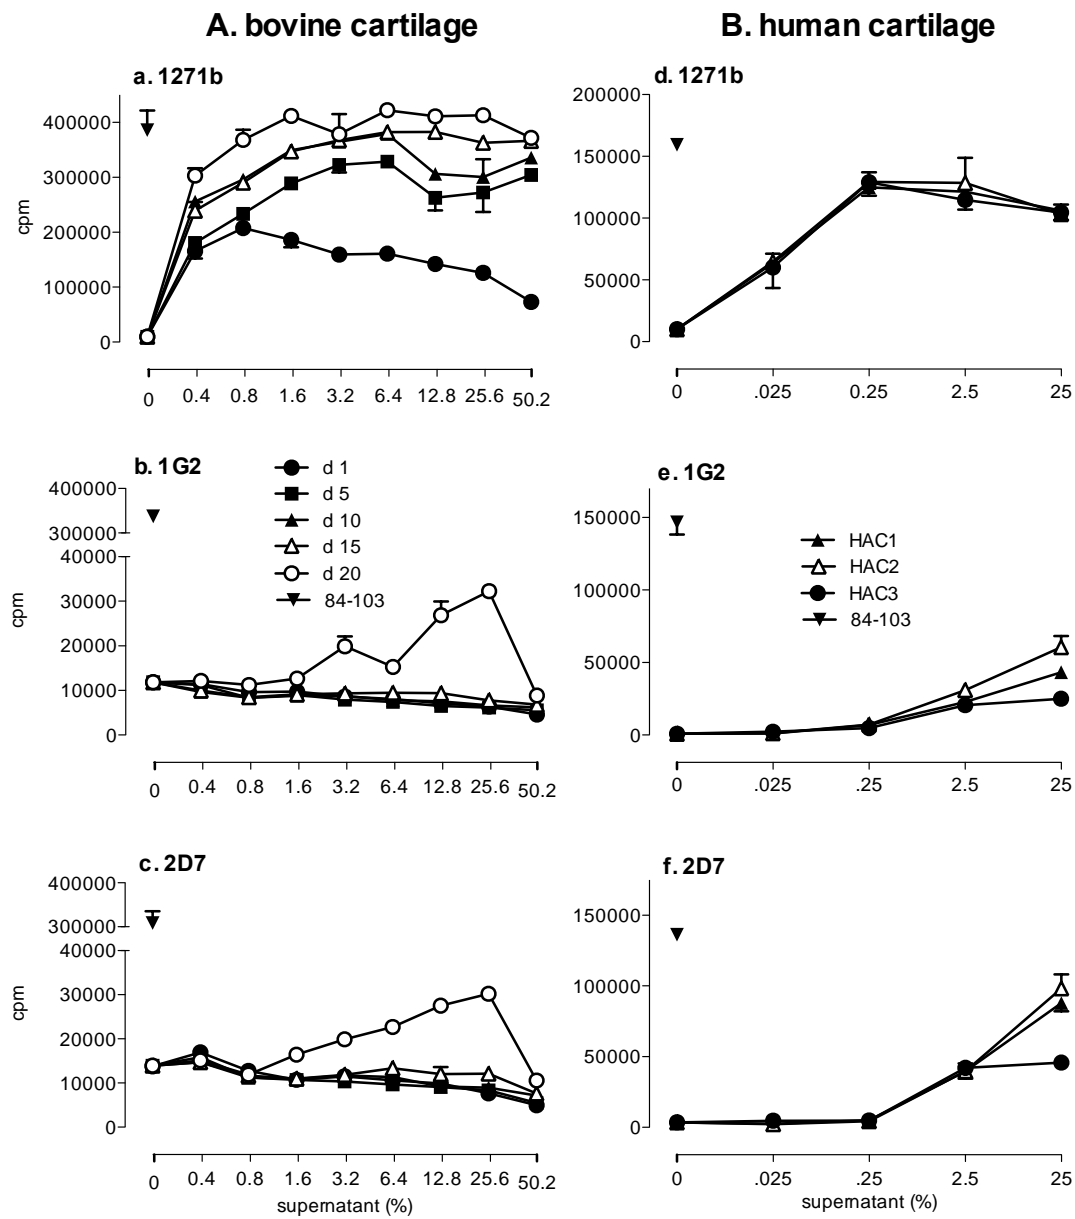 A. bovine cartilage
B. human cartilage
a. 1271b
cpm
400000
300000
200000
100000
0
0 0.4 0.8 1.6 3.2 6.4 12.8 25.6 50.2
d. 1271b
200000
150000
100000
50000
0
0 .025 0.25 2.5 25
b. 1G2
cpm
400000
300000
40000
30000
20000
10000
0
d 1
d 5
d 10
d 15
d 20
84-103
0 0.4 0.8 1.6 3.2 6.4 12.8 25.6 50.2
e. 1G2
150000
100000
50000
0
HAC1
HAC2
HAC3
84-103
0 .025 .25 2.5 25
c. 2D7
cpm
400000
300000
40000
30000
20000
10000
0
0 0.4 0.8 1.6 3.2 6.4 12.8 25.6 50.2
supernatant (%)
f. 2D7
150000
100000
50000
0
0 .025 .25 2.5 25
supernatant (%)